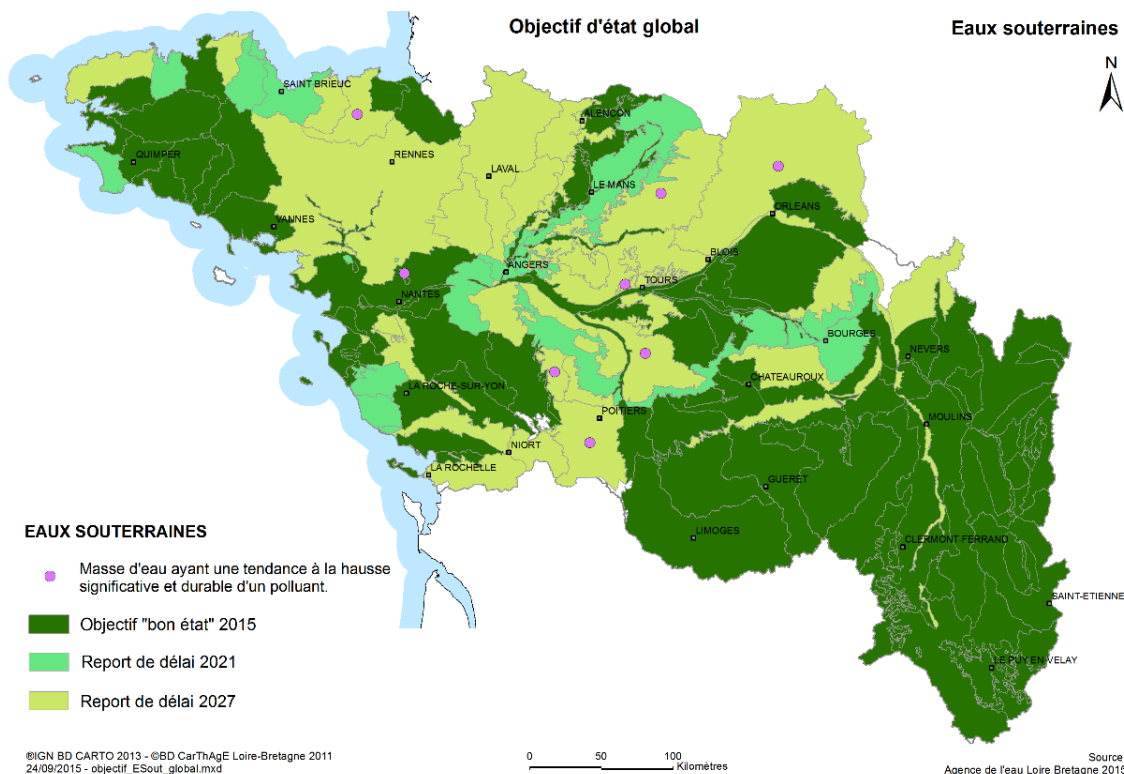 Objectif d'état global
Eaux souterraines
N
SAINT BRIEUC
ALENCON
QUIMPER
RENNES
LAVAL
LE MANS
ORLEANS
VANNES
ANGERS
BLOIS
TOURS
NANTES
BOURGES
NEVERS
LA ROCHE-SUR-YON
CHATEAUROUX
POITIERS
MOULINS
NIORT
LA ROCHELLE
GUERET
LIMOGES
CLERMONT-FERRAND
SAINT-ETIENNE
LE PUY EN-VELAY
EAUX SOUTERRAINES
Masse d'eau ayant une tendance à la hausse
significative et durable d'un polluant.
Objectif "bon état" 2015
Report de délai 2021
Report de délai 2027
®IGN BD CARTO 2013 - ©BD CarThAgE Loire-Bretagne 2011
24/09/2015 - objectif_ESout_global.mxd
0 50 100
Kilomètres
Source
Agence de l'eau Loire Bretagne 2015